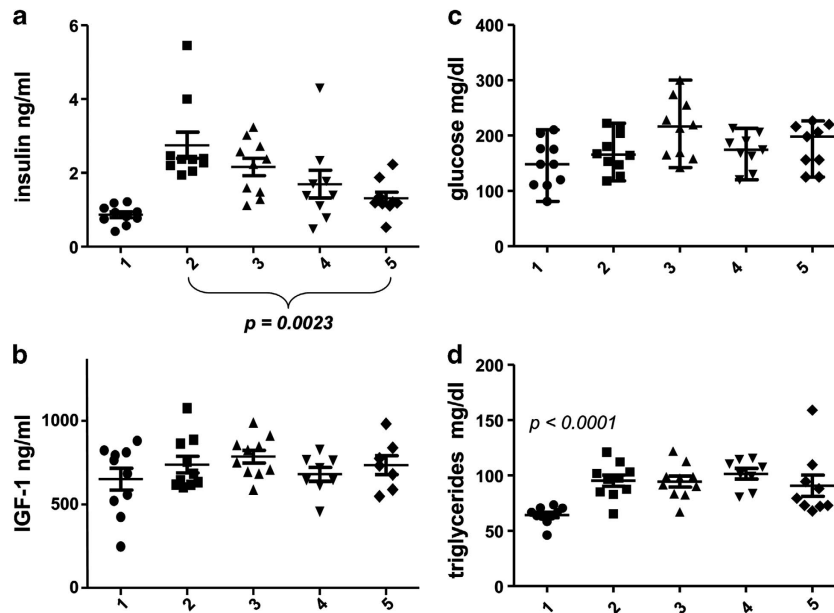 a
insulin ng/ml
6
4
2
0
1 2 3 4 5
p = 0.0023
c
glucose mg/dl
400
300
200
100
0
1 2 3 4 5
b
IGF-1 ng/ml
1000
500
0
1 2 3 4 5
d
triglycerides mg/dl
200
150
100
50
0
p < 0.0001
1 2 3 4 5